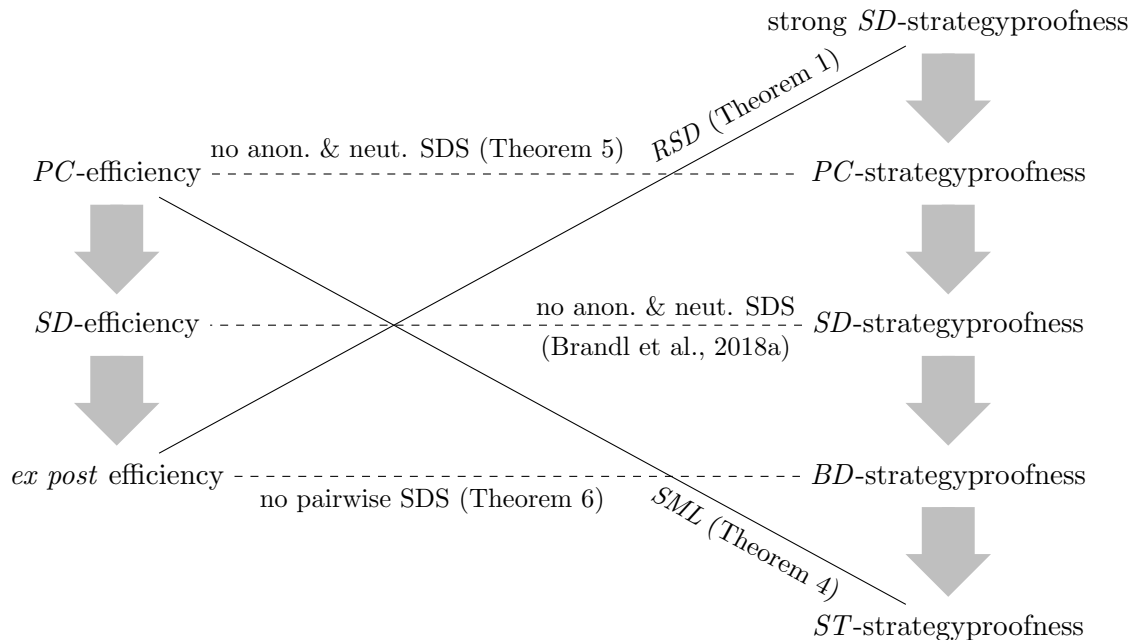 strong SD-strategyproofness
RSD (Theorem 1)
no anon. & neut. SDS (Theorem 5)
PC-efficiency
PC-strategyproofness
no anon. & neut. SDS
SD-efficiency
SD-strategyproofness
(Brandl et al., 2018a)
ex post efficiency
BD-strategyproofness
no pairwise SDS (Theorem 6)
SML (Theorem 4)
ST-strategyproofness